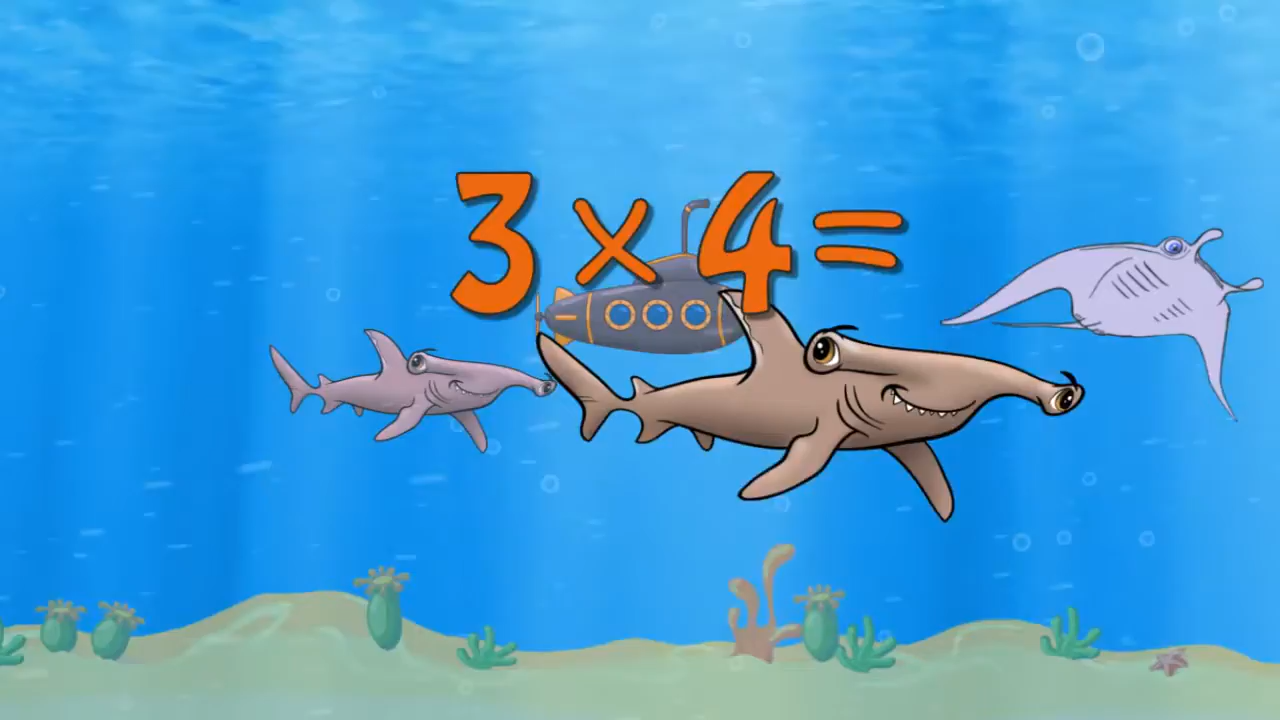 3 × 4 =